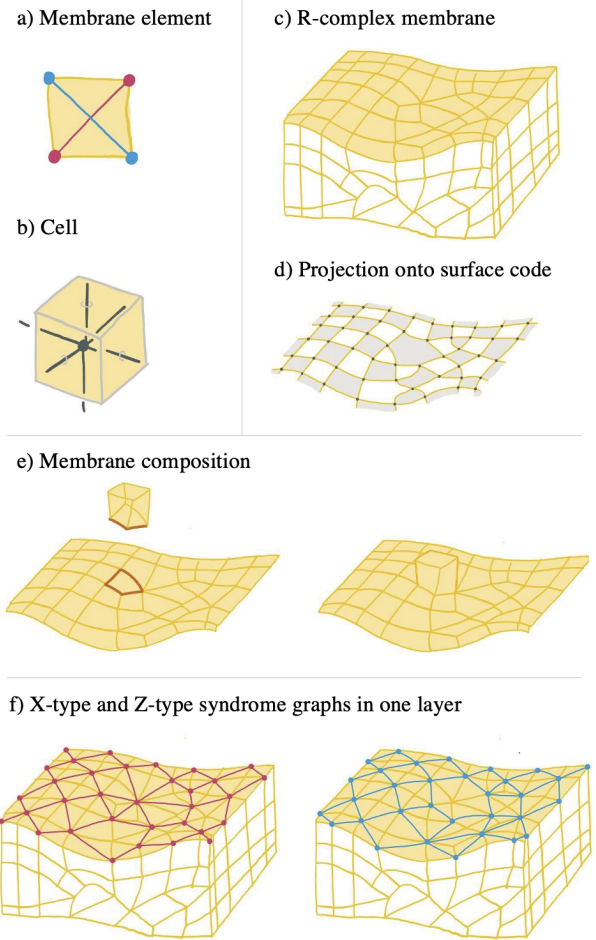 a) Membrane element
c) R-complex membrane
b) Cell
d) Projection onto surface code
e) Membrane composition
f) X-type and Z-type syndrome graphs in one layer